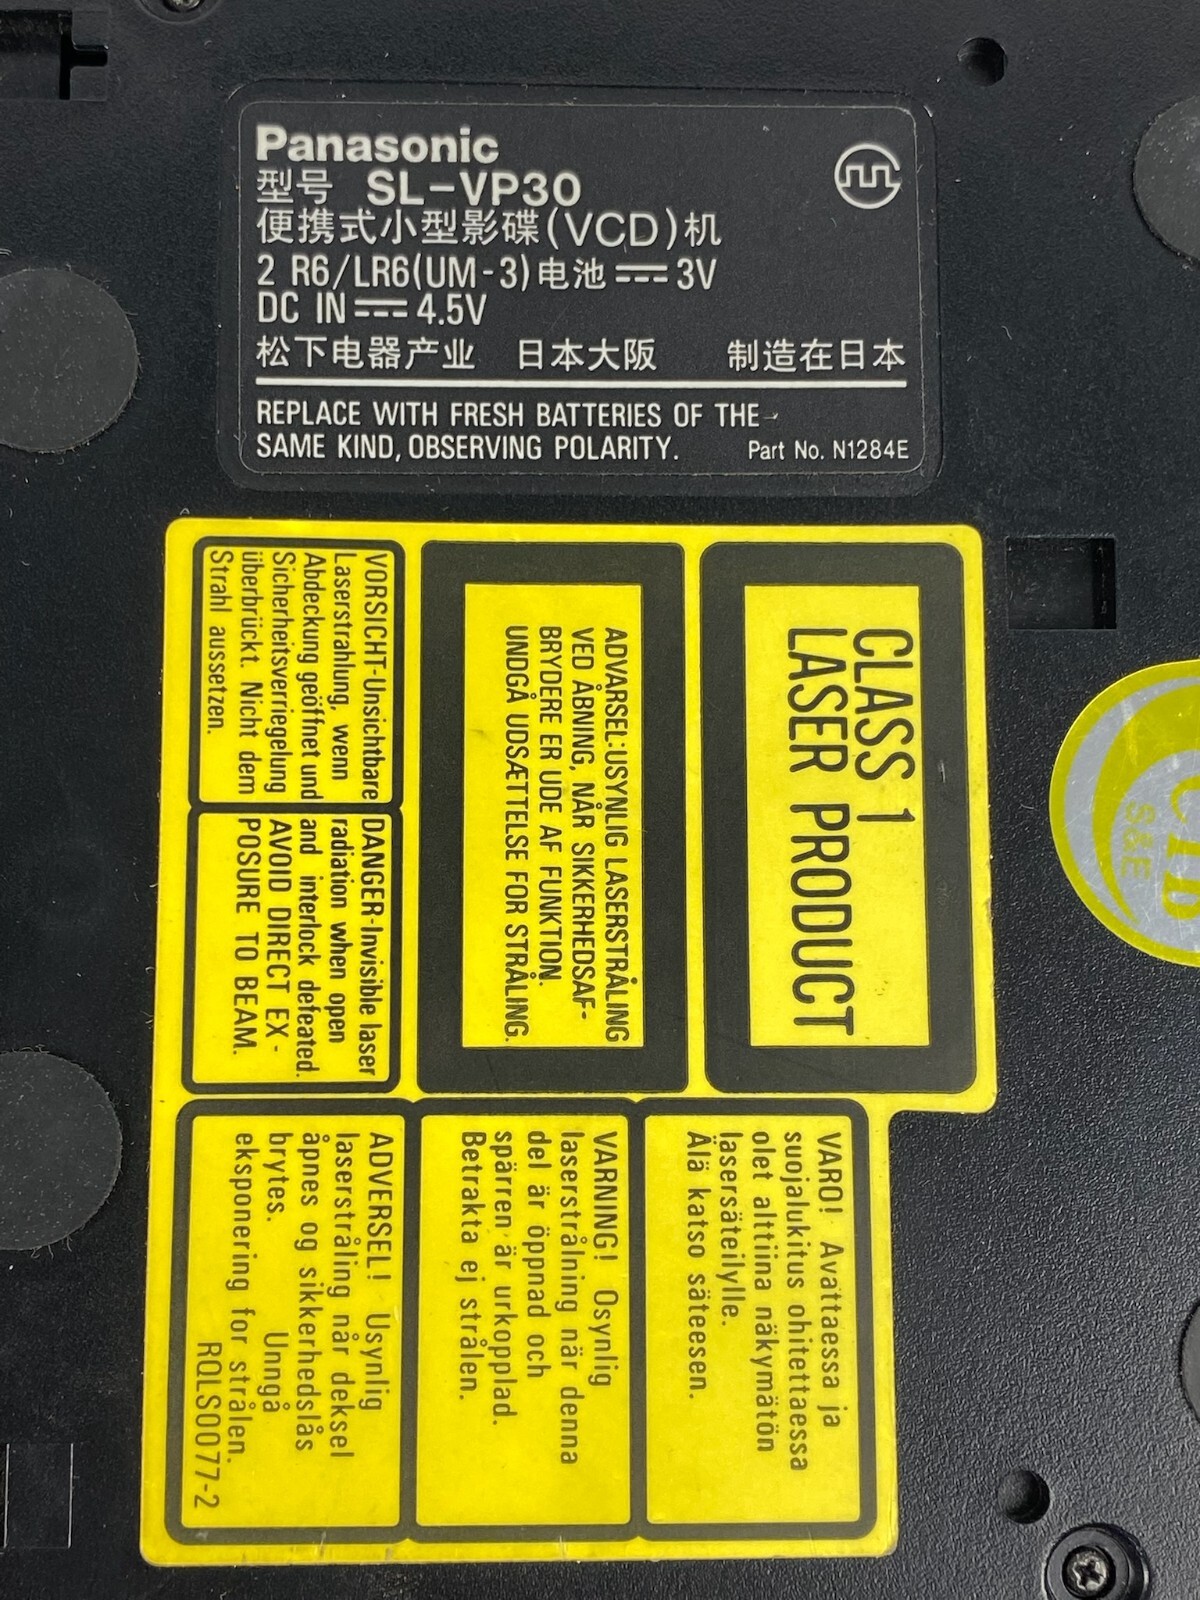 Panasonic
型号 SL-VP30
便携式小型影碟(VCD)机
2 R6/LR6(UM-3)电池 ⎓ 3V
DC IN ⎓ 4.5V
松下电器产业 日本大阪 制造在日本
REPLACE WITH FRESH BATTERIES OF THE
SAME KIND, OBSERVING POLARITY.
Part No. N1284E
CLASS 1
LASER PRODUCT
ADVARSEL:USYNLIG LASERSTRÅLING
VED ÅBNING, NÅR SIKKERHEDSAF-
BRYDERE ER UDE AF FUNKTION.
UNDGÅ UDSÆTTELSE FOR STRÅLING.
VORSICHT-Unsichtbare
Laserstrahlung, wenn
Abdeckung geöffnet und
Sicherheitsverriegelung
überbrückt. Nicht dem
Strahl aussetzen.
DANGER-Invisible laser
radiation when open
and interlock defeated.
AVOID DIRECT EX-
POSURE TO BEAM.
VARO! Avattaessa ja
suojalukitus ohitettaessa
olet alttiina näkymätön
lasersäteilylle.
Älä katso säteesen.
VARNING! Osynlig
laserstrålning när denna
del är öppnad och
spärren är urkopplad.
Betrakta ej strålen.
ADVERSEL! Usynlig
laserstråling når deksel
åpnes og sikkerhedslås
brytes. Unngå
eksponering for strålen.
RQLS0077-2
S&E